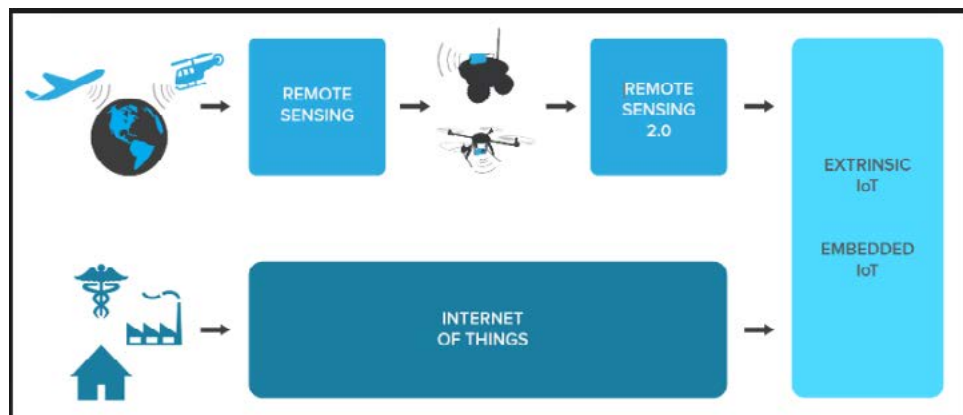 REMOTE
SENSING
REMOTE
SENSING
2.0
EXTRINSIC
IoT
EMBEDDED
IoT
INTERNET
OF THINGS